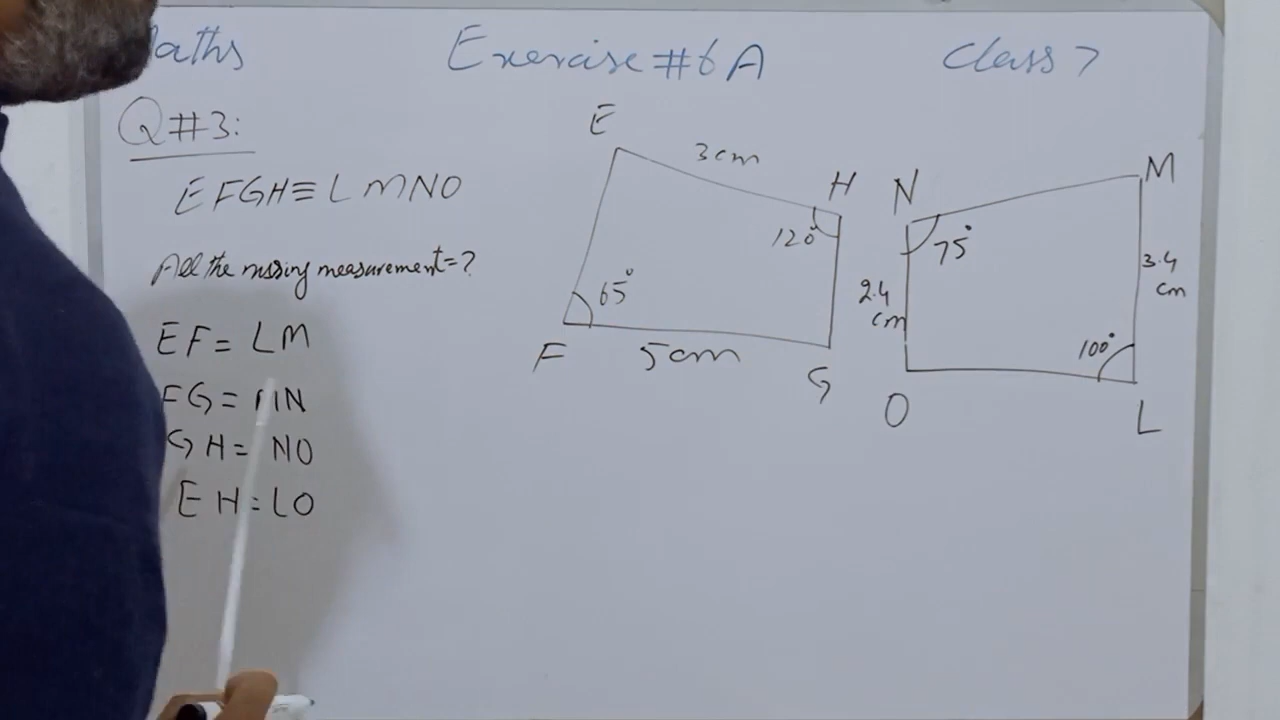 Maths Exercise #6A Class 7
Q#3:
EFGH ≡ LMNO
All the missing measurement=?
EF = LM
FG = MN
GH = NO
EH = LO
E
3cm
H
120°
65°
F
5cm
G
N
M
75°
3.4
cm
2.4
cm
100°
O
L